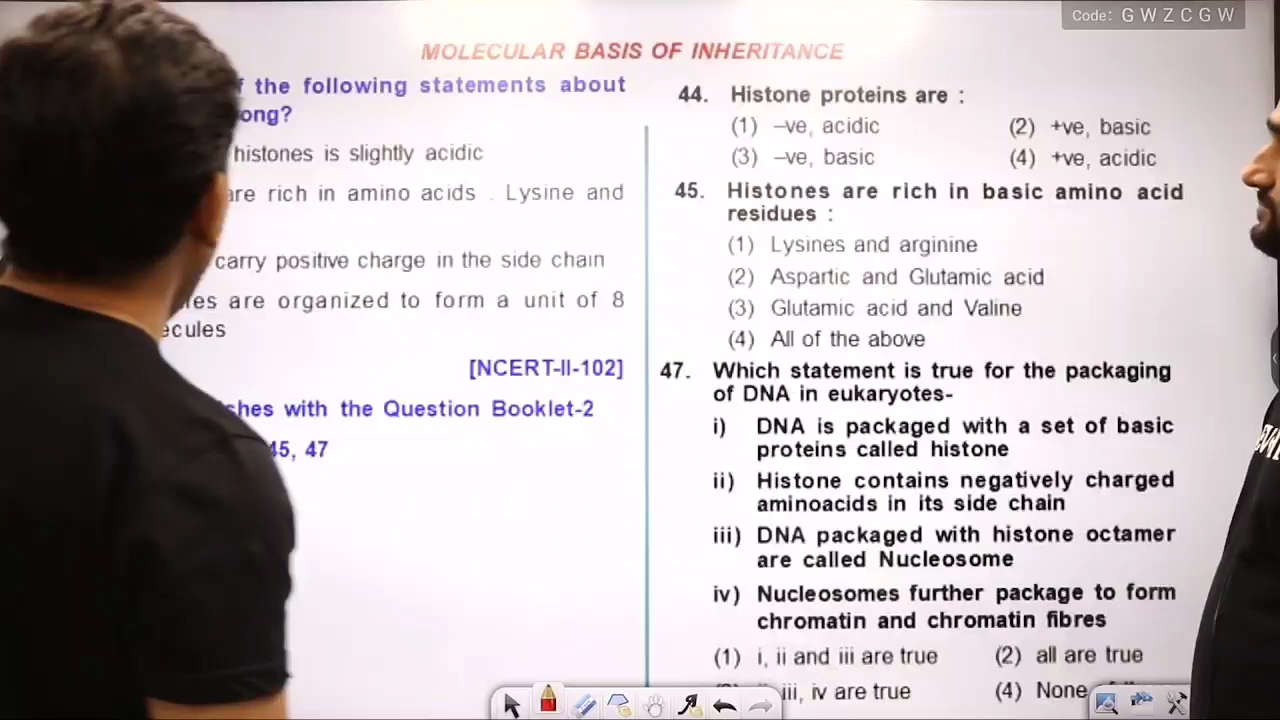 Code: G W Z C G W
MOLECULAR BASIS OF INHERITANCE
the following statements about
histones is slightly acidic
are rich in amino acids . Lysine and
carry positive charge in the side chain
are organized to form a unit of 8
[NCERT-II-102]
with the Question Booklet-2
45, 47
44. Histone proteins are :
(1) –ve, acidic (2) +ve, basic
(3) –ve, basic (4) +ve, acidic
45. Histones are rich in basic amino acid
residues :
(1) Lysines and arginine
(2) Aspartic and Glutamic acid
(3) Glutamic acid and Valine
(4) All of the above
47. Which statement is true for the packaging
of DNA in eukaryotes-
i) DNA is packaged with a set of basic
proteins called histone
ii) Histone contains negatively charged
aminoacids in its side chain
iii) DNA packaged with histone octamer
are called Nucleosome
iv) Nucleosomes further package to form
chromatin and chromatin fibres
(1) i, ii and iii are true (2) all are true
iii, iv are true (4) None